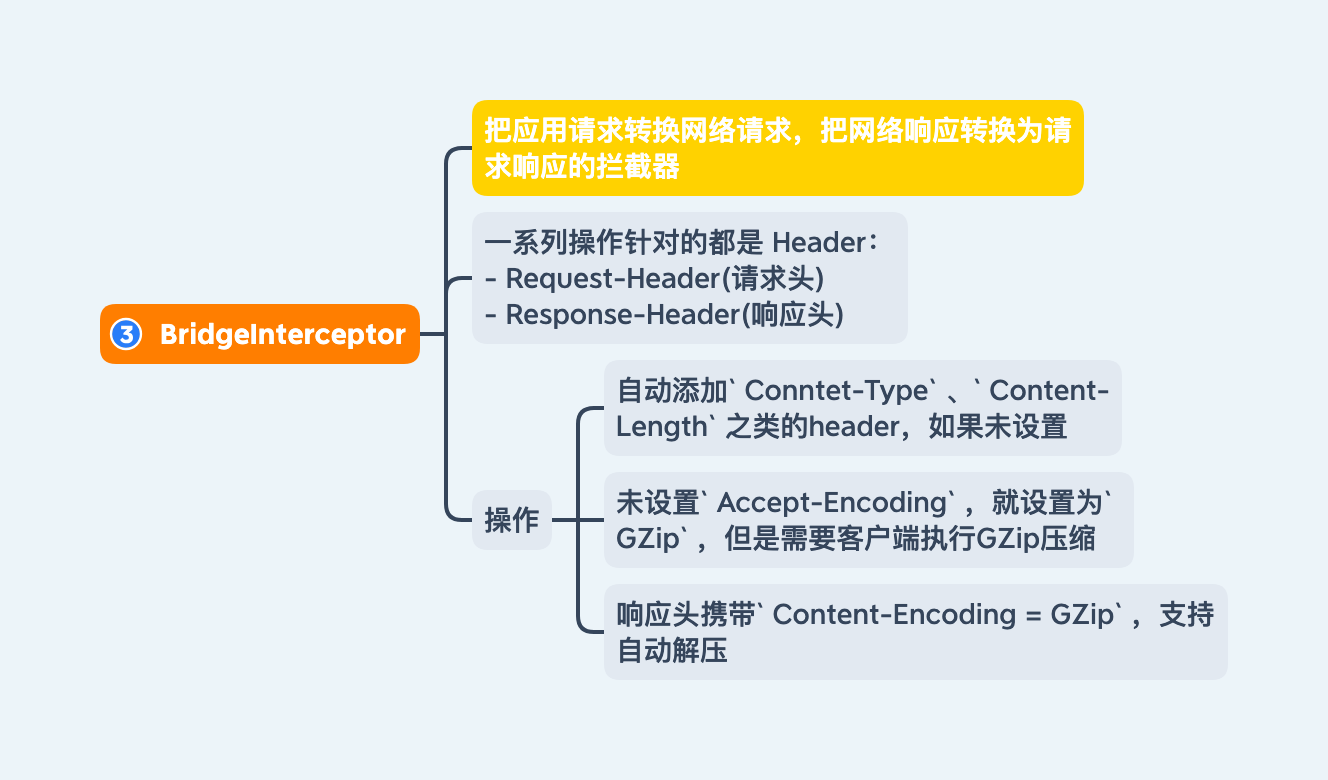 把应用请求转换网络请求，把网络响应转换为请
求响应的拦截器
一系列操作针对的都是 Header：
- Request-Header(请求头)
- Response-Header(响应头)
3 BridgeInterceptor
自动添加` Conntet-Type` 、` Content-
Length` 之类的header，如果未设置
操作
未设置` Accept-Encoding` ，就设置为`
GZip` ，但是需要客户端执行GZip压缩
响应头携带` Content-Encoding = GZip` ，支持
自动解压